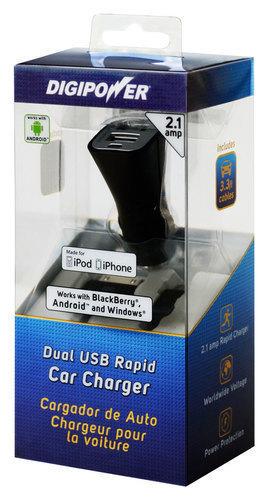 DIGIPOWER
works with
ANDROID™
2.1
amp
Includes
3.3ft
cables
Made for
iPod iPhone
Works with BlackBerry®,
Android™ and Windows®
Dual USB Rapid
Car Charger
Cargador de Auto
Chargeur pour
la voiture
2.1 amp Rapid Charger
Worldwide Voltage
Power Protection